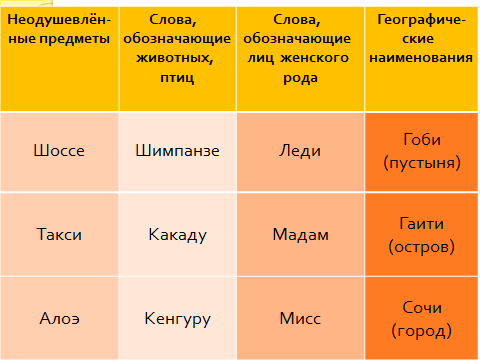 Неодушевлён-
ные предметы
Слова,
обозначающие
животных,
птиц
Слова,
обозначающие
лиц женского
рода
Географиче-
ские
наименования
Шоссе
Шимпанзе
Леди
Гоби
(пустыня)
Такси
Какаду
Мадам
Гаити
(остров)
Алоэ
Кенгуру
Мисс
Сочи
(город)